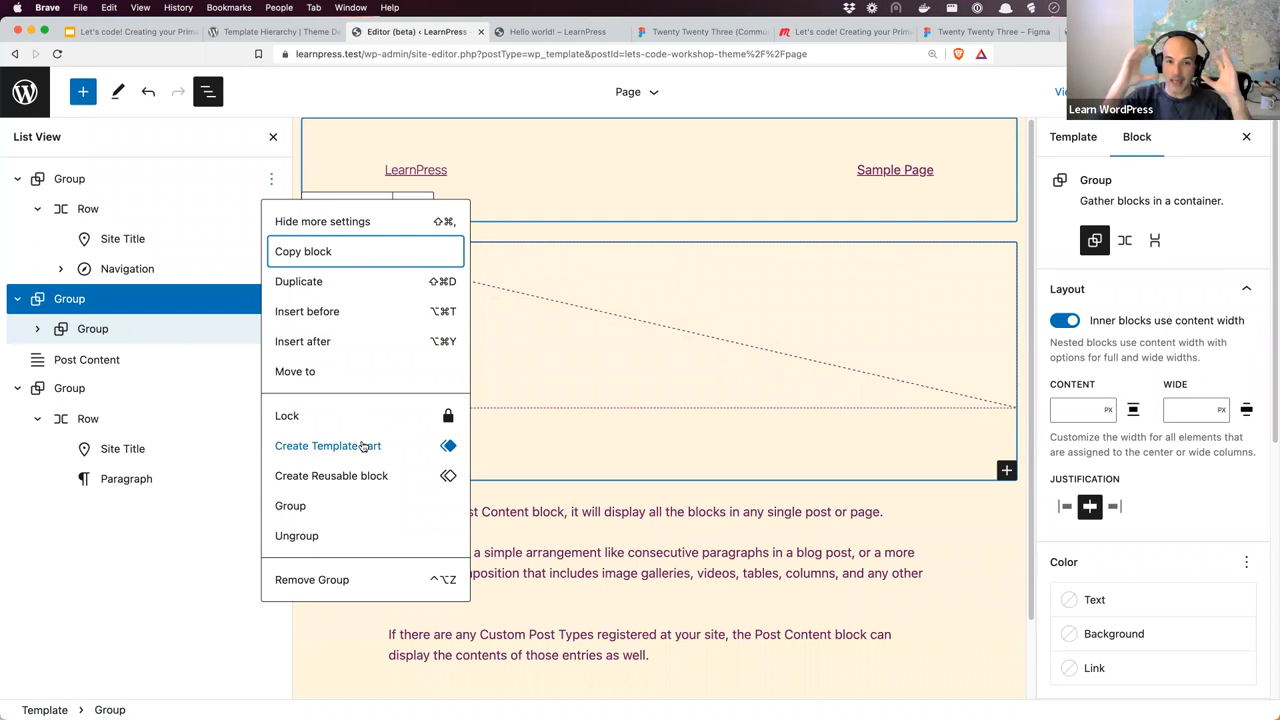 Brave File Edit View History Bookmarks People Tab Window Help
Let's code! Creating your Prim
Template Hierarchy | Theme De
Editor (beta) ‹ LearnPress
Hello world! – LearnPress
Twenty Twenty Three (Commu
Let's code! Creating your Prim
Twenty Twenty Three – Figma
learnpress.test/wp-admin/site-editor.php?postType=wp_template&postId=lets-code-workshop-theme%2F%2Fpage
Learn WordPress
Page
List View
Group
Row
Site Title
Navigation
Group
Group
Post Content
Group
Row
Site Title
Paragraph
Hide more settings ⇧⌘,
Copy block
Duplicate ⇧⌘D
Insert before ⌥⌘T
Insert after ⌥⌘Y
Move to
Lock
Create Template part
Create Reusable block
Group
Ungroup
Remove Group ^⌥Z
LearnPress
Sample Page
t Content block, it will display all the blocks in any single post or page.
a simple arrangement like consecutive paragraphs in a blog post, or a more
position that includes image galleries, videos, tables, columns, and any other
If there are any Custom Post Types registered at your site, the Post Content block can
display the contents of those entries as well.
Template Block
Group
Gather blocks in a container.
Layout
Inner blocks use content width
Nested blocks use content width with
options for full and wide widths.
CONTENT WIDE
PX PX
Customize the width for all elements that
are assigned to the center or wide columns.
JUSTIFICATION
Color
Text
Background
Link
Template › Group